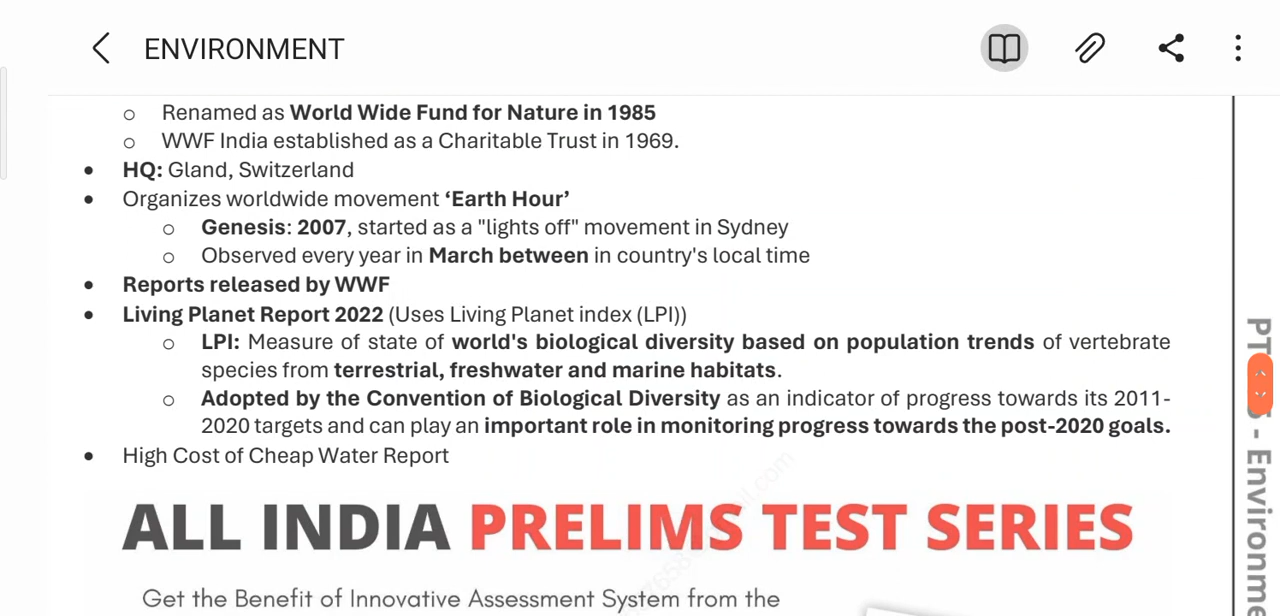 ENVIRONMENT
o Renamed as World Wide Fund for Nature in 1985
o WWF India established as a Charitable Trust in 1969.
• HQ: Gland, Switzerland
• Organizes worldwide movement ‘Earth Hour’
o Genesis: 2007, started as a "lights off" movement in Sydney
o Observed every year in March between in country's local time
• Reports released by WWF
• Living Planet Report 2022 (Uses Living Planet index (LPI))
o LPI: Measure of state of world's biological diversity based on population trends of vertebrate
species from terrestrial, freshwater and marine habitats.
o Adopted by the Convention of Biological Diversity as an indicator of progress towards its 2011-
2020 targets and can play an important role in monitoring progress towards the post-2020 goals.
• High Cost of Cheap Water Report
ALL INDIA PRELIMS TEST SERIES
Get the Benefit of Innovative Assessment System from the